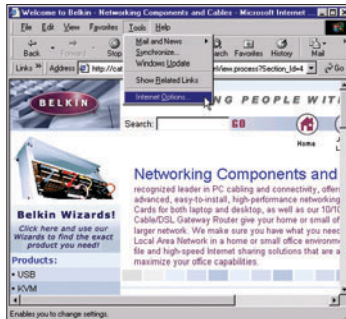 Welcome to Belkin - Networking Components and Cables - Microsoft Internet
File Edit View Favorites Tools Help
Mail and News
Synchronize...
Windows Update
Show Related Links
Internet Options...
Back Forward Stop Search Favorites History Mail
Links » Address http://cat nView.process?Section_Id=4 Go
BELKIN
NG PEOPLE WIT
Search: GO
Home
Networking Components and
recognized leader in PC cabling and connectivity, offers
advanced, easy-to-install, high-performance networking
Cards for both laptop and desktop, as well as our 10/10
Cable/DSL Gateway Router give your home or small of
larger network. We make sure you have what you need
Local Area Network in a home or small office environme
file and high-speed Internet sharing solutions that are a
maximize your office capabilities.
Belkin Wizards!
Click here and use our
Wizards to find the exact
product you need!
Products:
• USB
• KVM
Enables you to change settings.